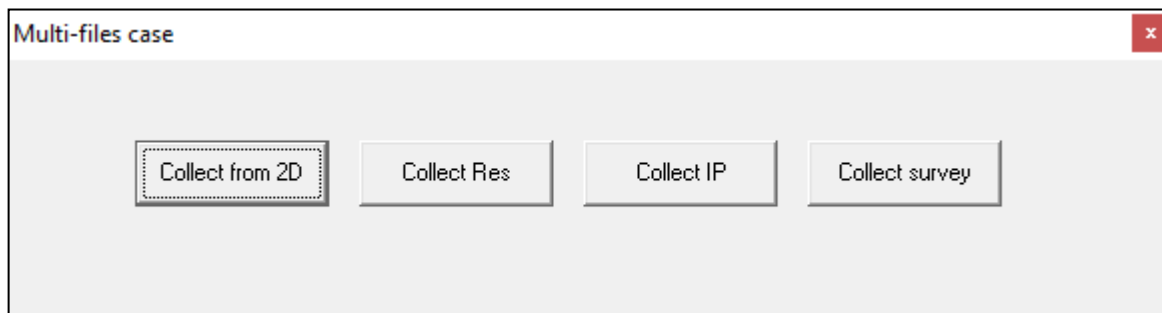 Multi-files case
x
Collect from 2D
Collect Res
Collect IP
Collect survey